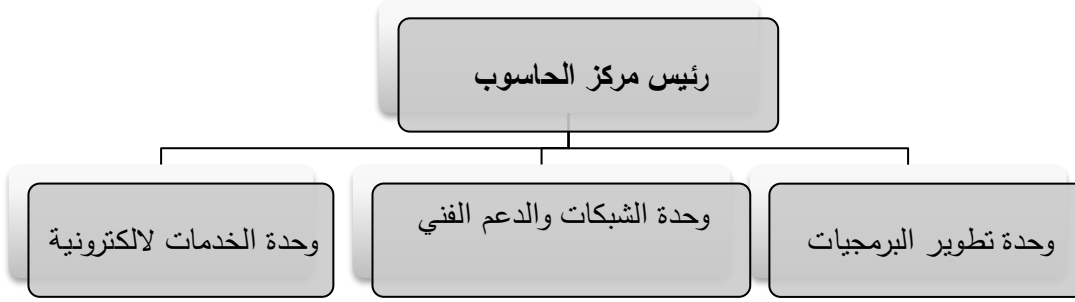 رئيس مركز الحاسوب
وحدة تطوير البرمجيات
وحدة الشبكات والدعم الفني
وحدة الخدمات لالكترونية